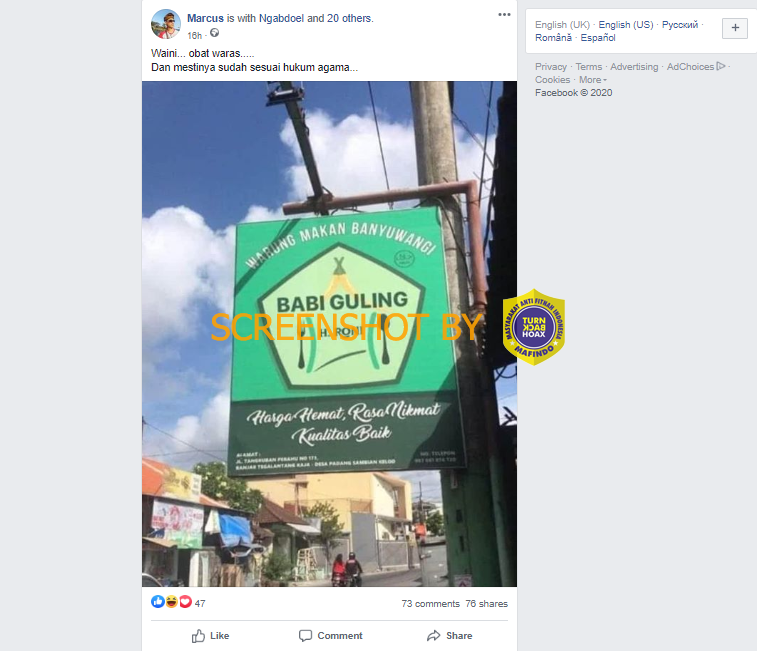 Marcus is with Ngabdoel and 20 others.
16h ·
Waini... obat waras.....
Dan mestinya sudah sesuai hukum agama...
WARUNG MAKAN BANYUWANGI
BABI GULING
SCREENSHOT BY
MASYARAKAT ANTI FITNAH INDONESIA
TURN
BACK
HOAX
MAFINDO
Harga Hemat, Rasa Nikmat
Kualitas Baik
ALAMAT :
JL. TANGKUBAN PERAHU NO 171,
BANJAR TEGALANTANG KAJA - DESA PADANG SAMBIAN KELOD
NO. TELEPON
47
73 comments 76 shares
Like
Comment
Share
English (UK) · English (US) · Русский ·
Română · Español
+
Privacy · Terms · Advertising · AdChoices ·
Cookies · More
Facebook © 2020